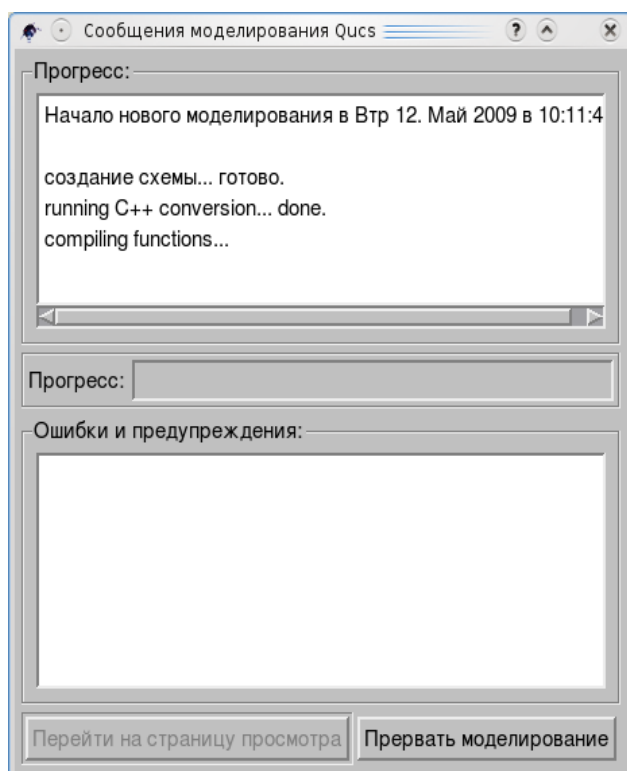 Сообщения моделирования Qucs
Прогресс:
Начало нового моделирования в Втр 12. Май 2009 в 10:11:4
создание схемы... готово.
running C++ conversion... done.
compiling functions...
Прогресс:
Ошибки и предупреждения:
Перейти на страницу просмотра
Прервать моделирование